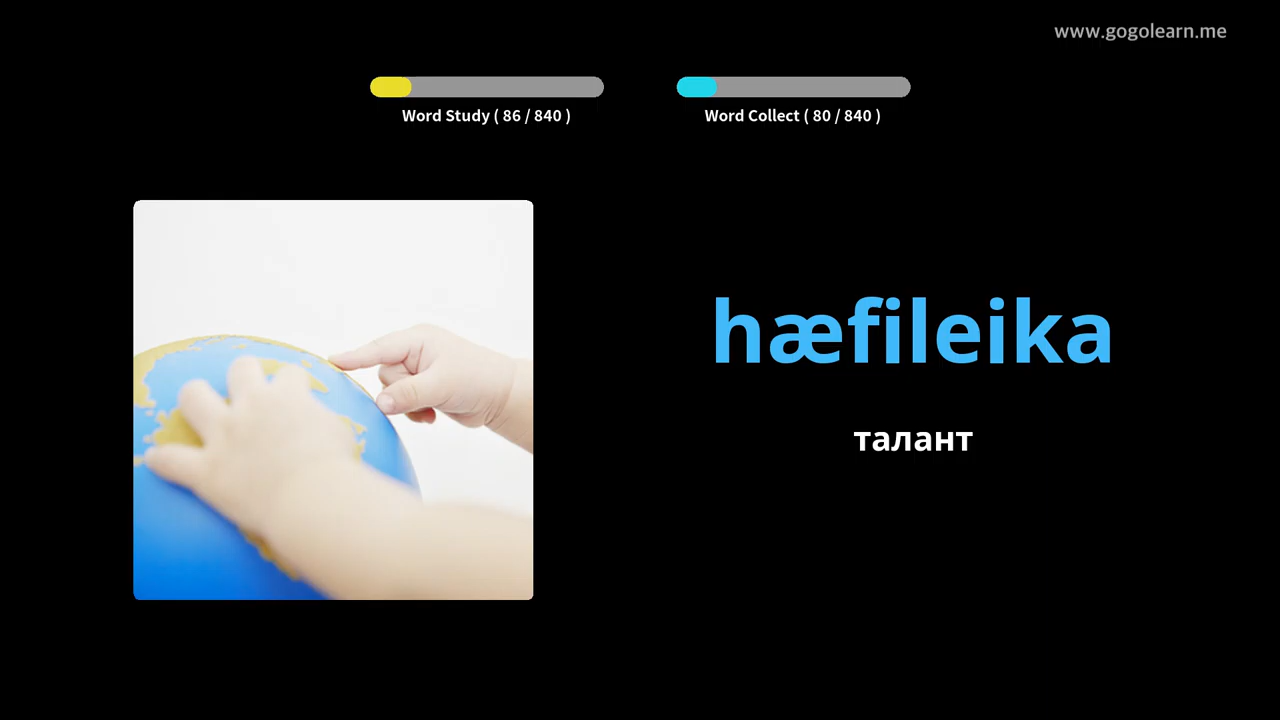 www.gogolearn.me
Word Study ( 86 / 840 )
Word Collect ( 80 / 840 )
hæfileika
талант